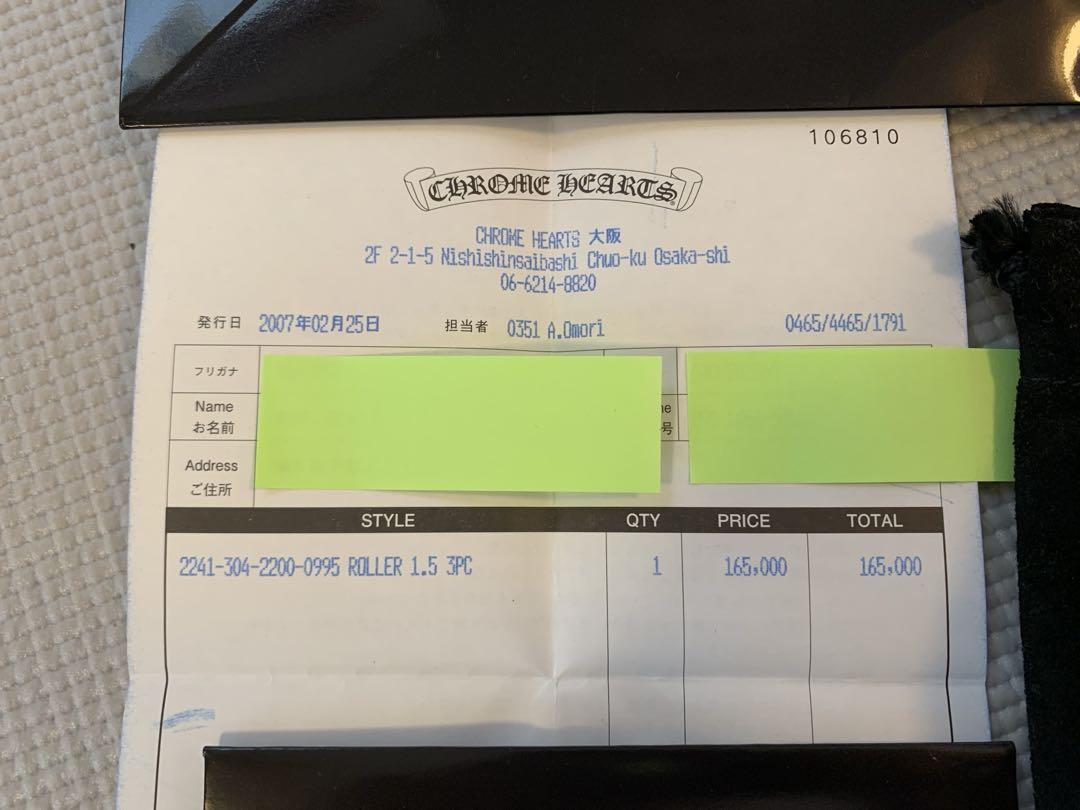 106810
CHROME HEARTS
CHROME HEARTS 大阪
2F 2-1-5 Nishishinsaibashi Chuo-ku Osaka-shi
06-6214-8820
発行日 2007年02月25日 担当者 0351 A.Omori 0465/4465/1791
フリガナ
Name
お名前
号
Address
ご住所
STYLE QTY PRICE TOTAL
2241-304-2200-0995 ROLLER 1.5 3PC 1 165,000 165,000